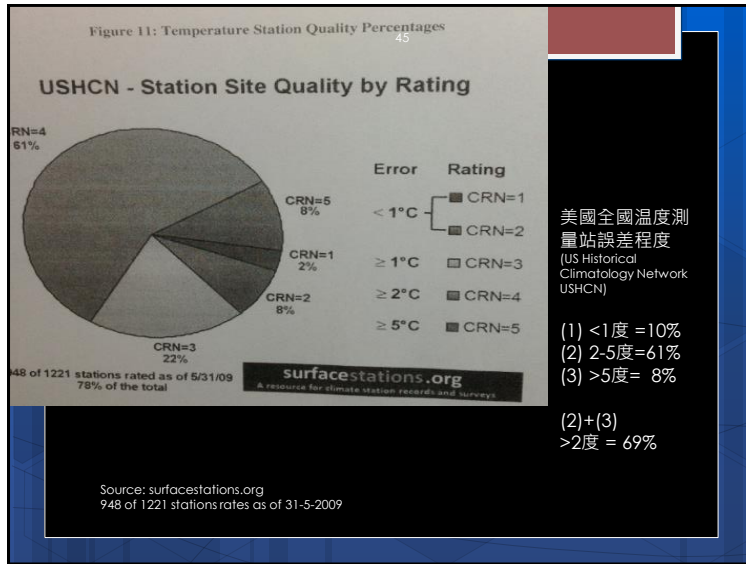 Figure 11: Temperature Station Quality Percentages
45
USHCN - Station Site Quality by Rating
RN=4
61%
CRN=5
8%
CRN=1
2%
CRN=2
8%
CRN=3
22%
Error Rating
< 1°C CRN=1
CRN=2
≥ 1°C CRN=3
≥ 2°C CRN=4
≥ 5°C CRN=5
948 of 1221 stations rated as of 5/31/09
78% of the total
surfacestations.org
A resource for climate station records and surveys
美國全國温度測
量站誤差程度
(US Historical
Climatology Network
USHCN)
(1) <1度 =10%
(2) 2-5度=61%
(3) >5度= 8%
(2)+(3)
>2度 = 69%
Source: surfacestations.org
948 of 1221 stations rates as of 31-5-2009